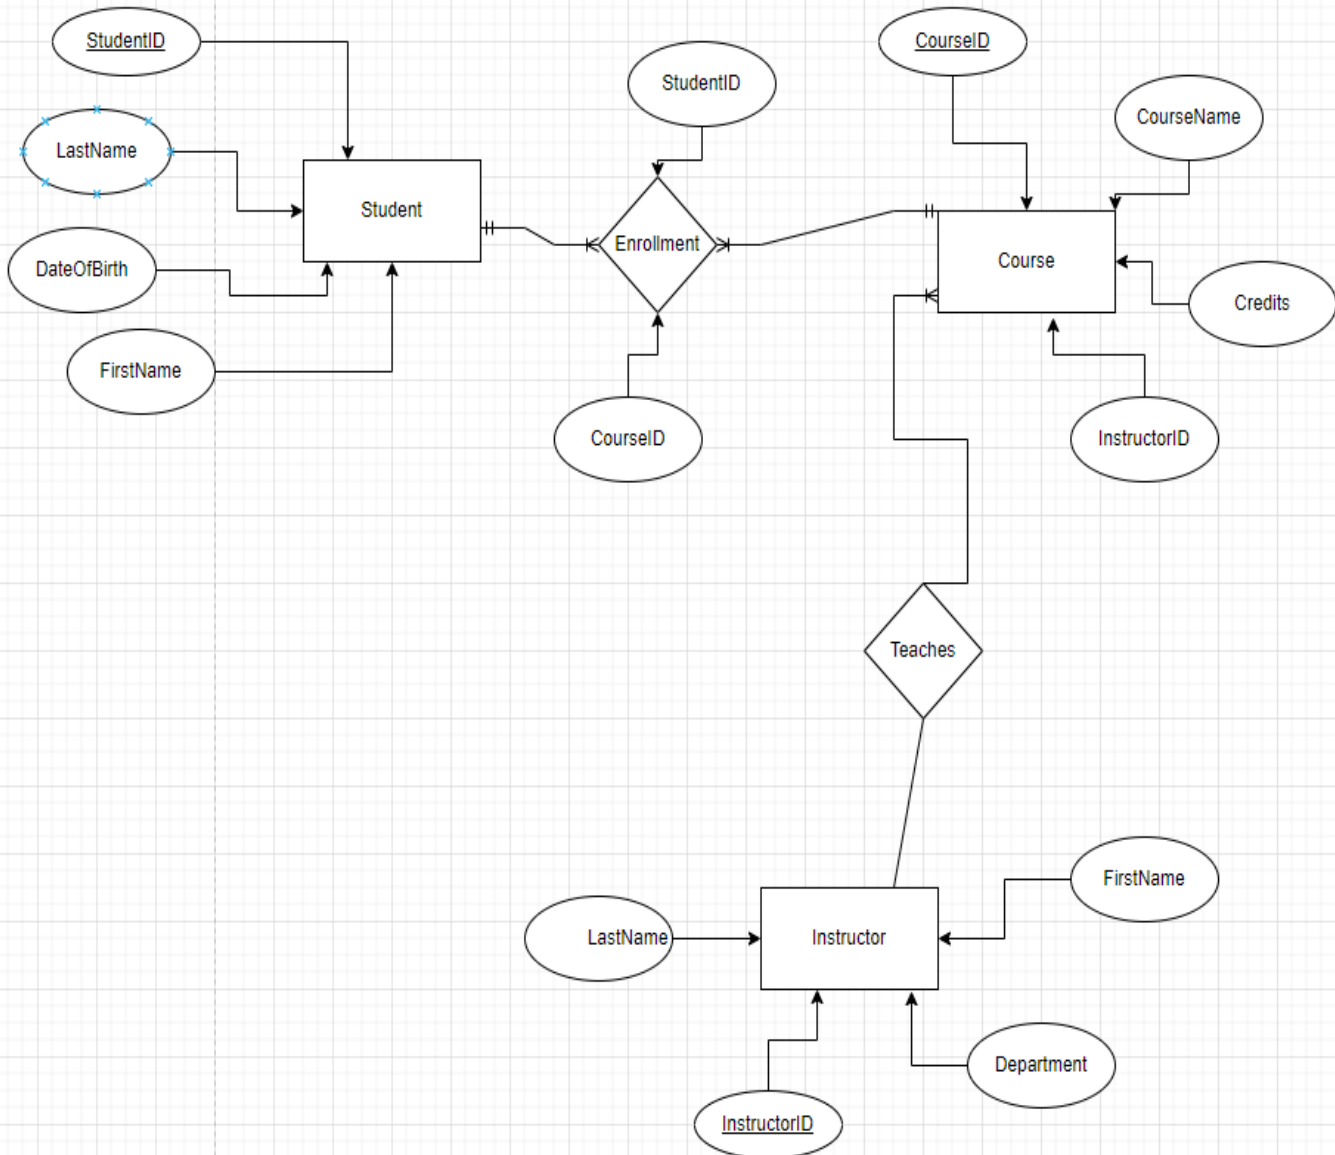 StudentID
CourseID
StudentID
CourseName
LastName
Student
Enrollment
Course
DateOfBirth
Credits
FirstName
CourseID
InstructorID
Teaches
FirstName
LastName
Instructor
Department
InstructorID